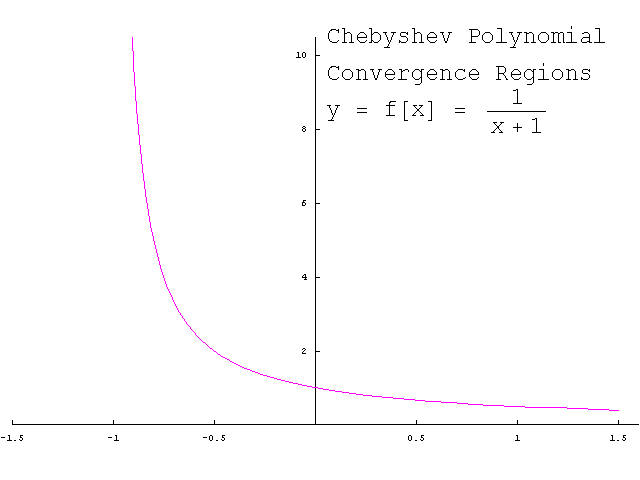 Chebyshev Polynomial
Convergence Regions
y = f[x] = 1/(x + 1)
10
8
6
4
2
-1.5 -1 -0.5 0.5 1 1.5